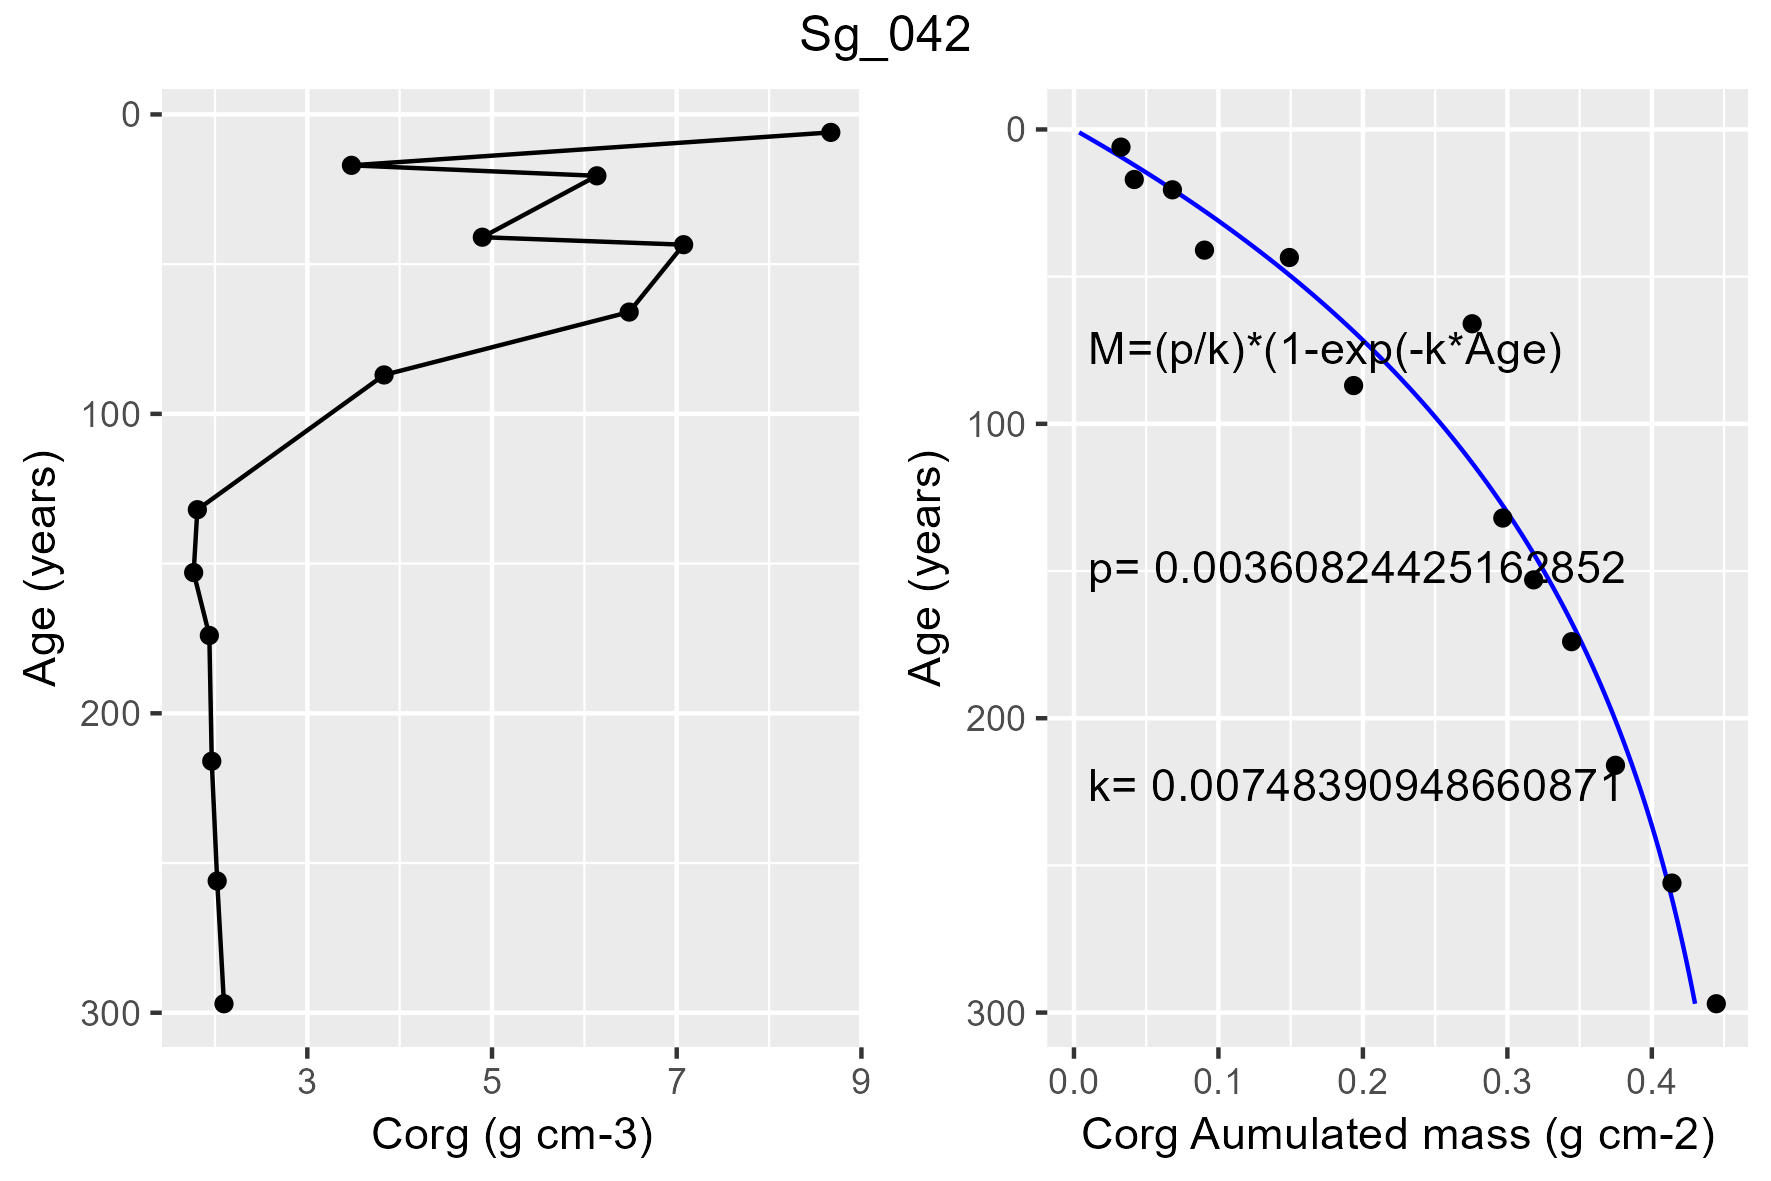 Sg_042
0
100
200
300
3
5
7
9
Age (years)
Corg (g cm-3)
0
100
200
300
0.0
0.1
0.2
0.3
0.4
Age (years)
Corg Aumulated mass (g cm-2)
M=(p/k)*(1-exp(-k*Age)
p= 0.00360824425162852
k= 0.00748390948660871